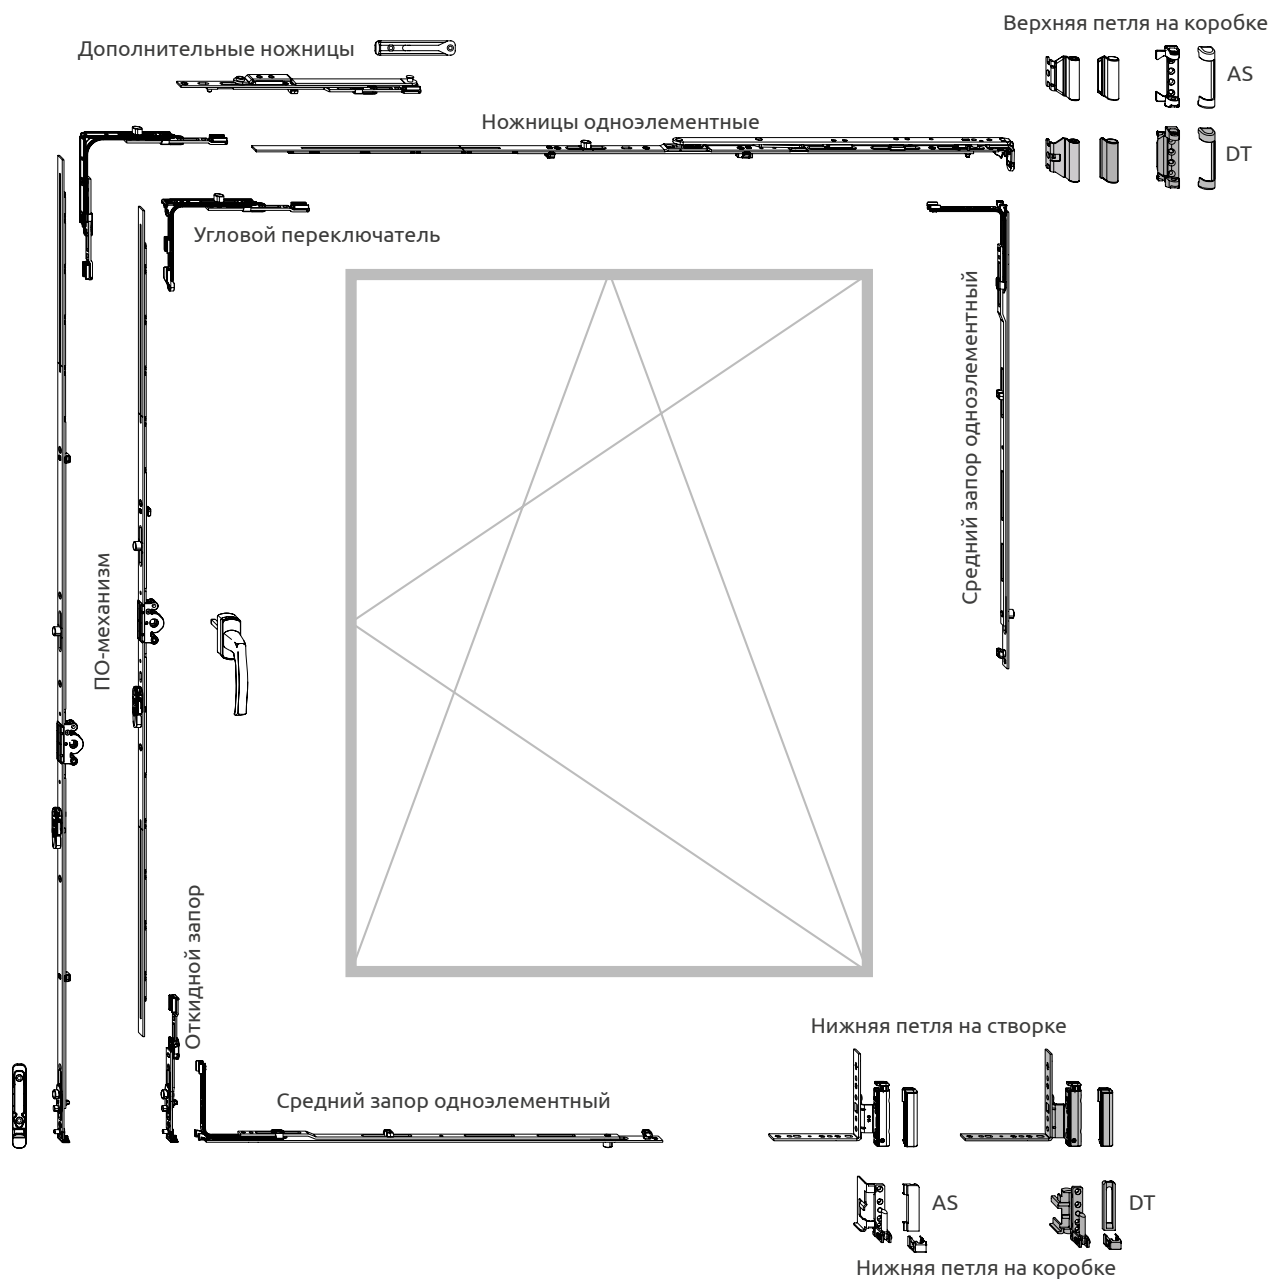 Верхняя петля на коробке
Дополнительные ножницы
AS
Ножницы одноэлементные
DT
Угловой переключатель
Средний запор одноэлементный
ПО-механизм
Откидной запор
Нижняя петля на створке
Средний запор одноэлементный
AS
DT
Нижняя петля на коробке